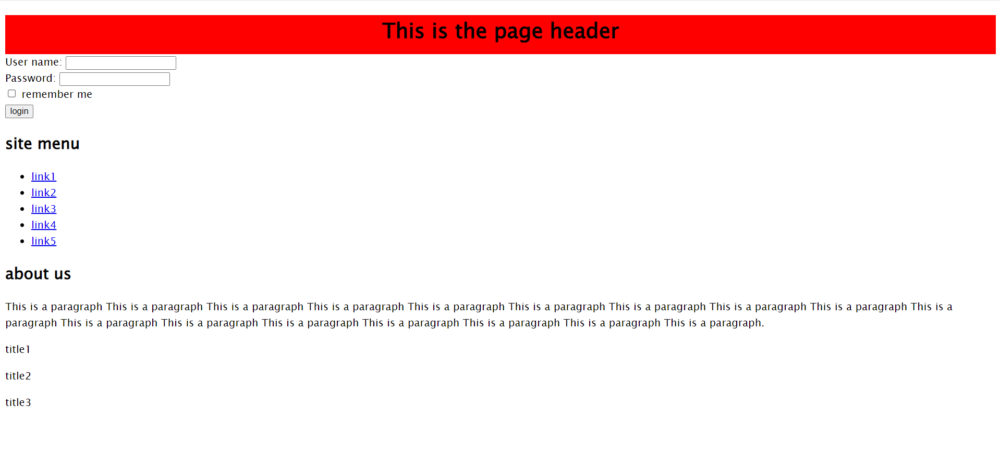 This is the page header
User name:
Password:
remember me
login
site menu
link1
link2
link3
link4
link5
about us
This is a paragraph This is a paragraph This is a paragraph This is a paragraph This is a paragraph This is a paragraph This is a paragraph This is a paragraph This is a paragraph This is a
paragraph This is a paragraph This is a paragraph This is a paragraph This is a paragraph This is a paragraph This is a paragraph This is a paragraph.
title1
title2
title3